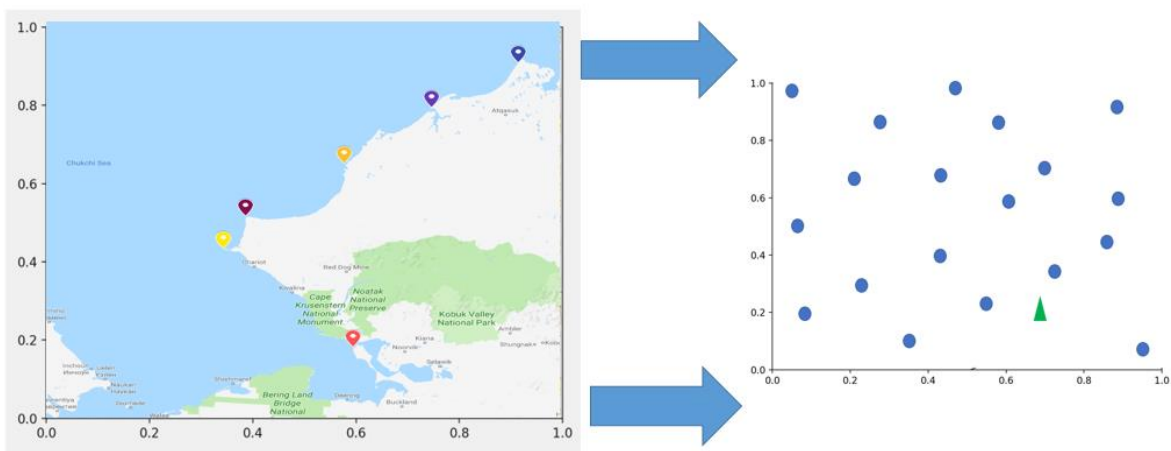 1.0
0.8
0.6
0.4
0.2
0.0
0.0
0.2
0.4
0.6
0.8
1.0
Chukchi Sea
Atqasuk
Chariot
Red Dog Mine
Kivalina
Cape
Krusenstern
National
Monument
Noatak
National
Preserve
Kobuk Valley
National Park
Ambler
Shungnak
Kiana
Noorvik
Selawik
Shishmaref
Bering Land
Bridge
National
Deering
Buckland
Wales
1.0
0.8
0.6
0.4
0.2
0.0
0.0
0.2
0.4
0.6
0.8
1.0